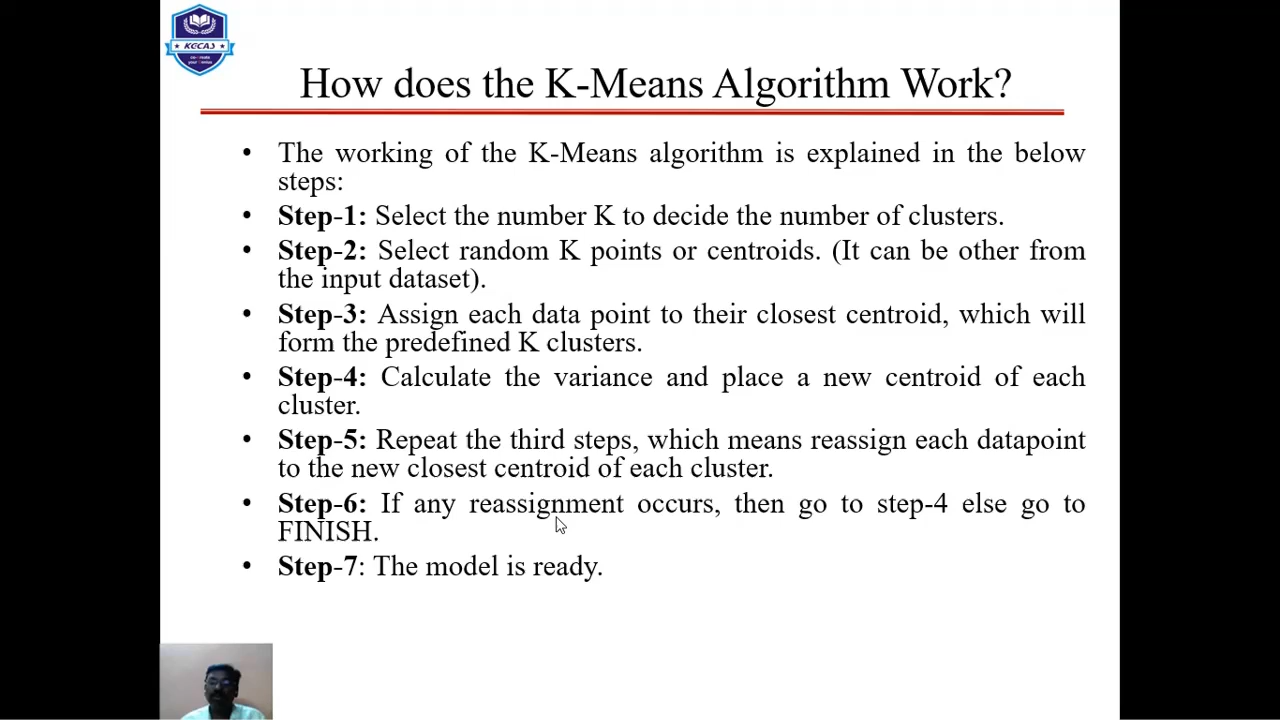 KGCAS
How does the K-Means Algorithm Work?
• The working of the K-Means algorithm is explained in the below
steps:
• Step-1: Select the number K to decide the number of clusters.
• Step-2: Select random K points or centroids. (It can be other from
the input dataset).
• Step-3: Assign each data point to their closest centroid, which will
form the predefined K clusters.
• Step-4: Calculate the variance and place a new centroid of each
cluster.
• Step-5: Repeat the third steps, which means reassign each datapoint
to the new closest centroid of each cluster.
• Step-6: If any reassignment occurs, then go to step-4 else go to
FINISH.
• Step-7: The model is ready.